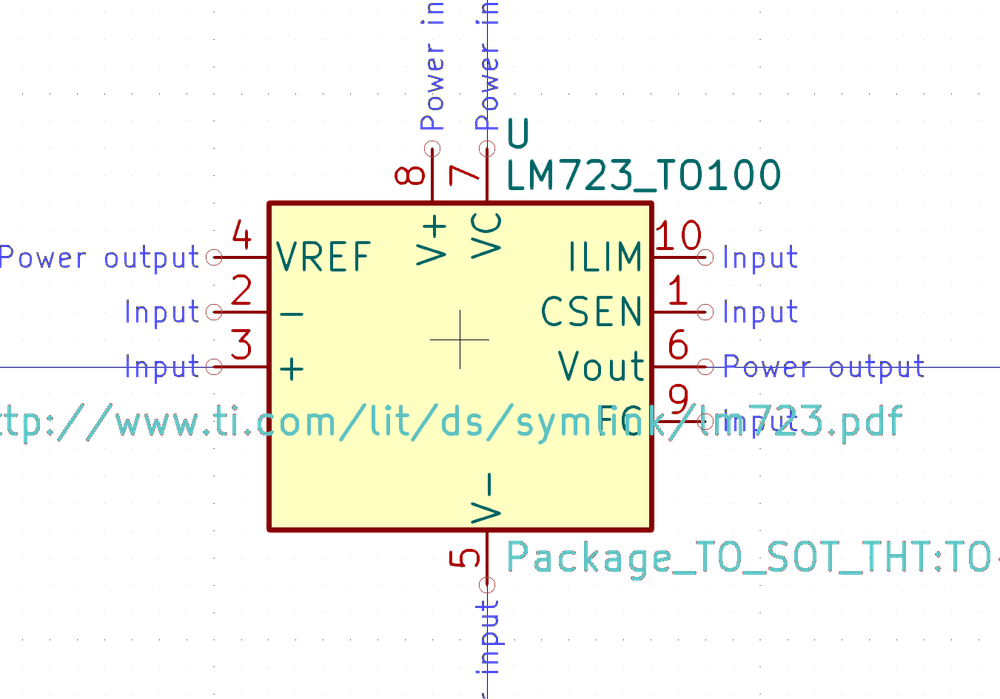 Power in
Power in
U
LM723_TO100
8
7
4
10
Power output
VREF
V+
VC
ILIM
Input
2
1
Input
-
CSEN
Input
3
6
Input
+
Vout
Power output
9
ttp://www.ti.com/lit/ds/symlink/lm723.pdf
FC
Input
V-
5
Package_TO_SOT_THT:TO-
input